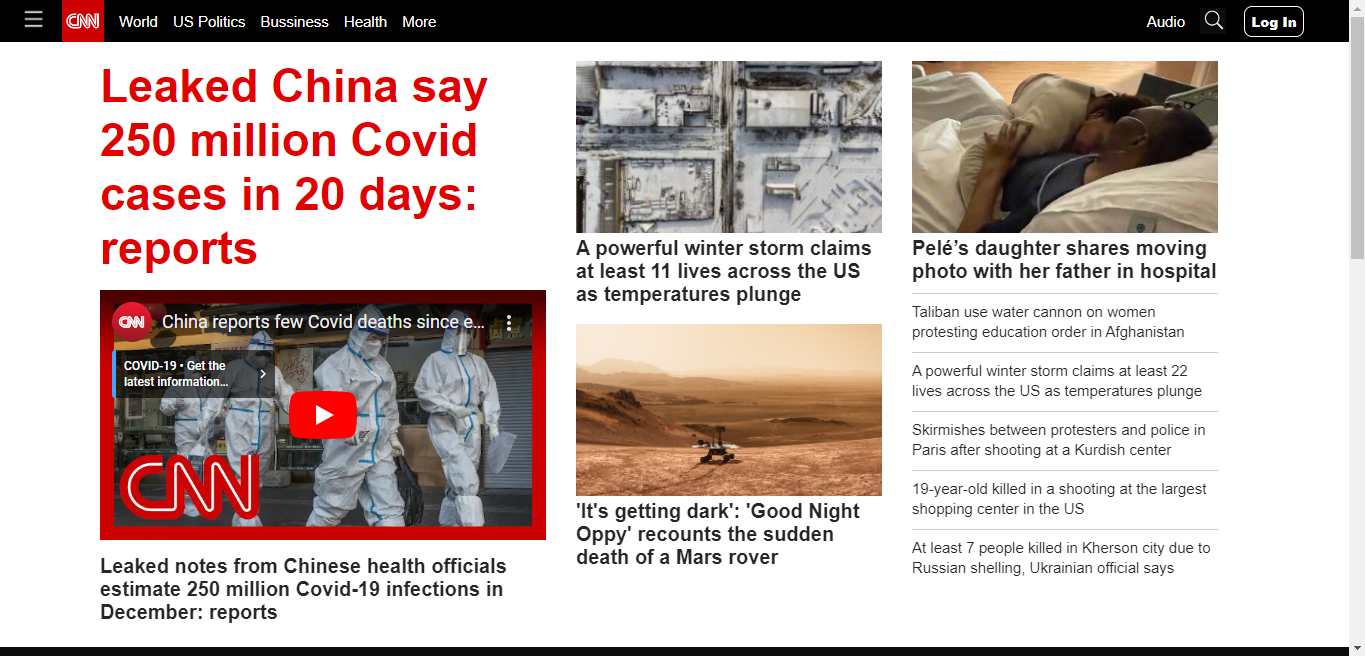 CNN World US Politics Bussiness Health More Audio Log In
Leaked China say
250 million Covid
cases in 20 days:
reports
CNN China reports few Covid deaths since e...
COVID-19 • Get the
latest information...
CNN
Leaked notes from Chinese health officials
estimate 250 million Covid-19 infections in
December: reports
A powerful winter storm claims
at least 11 lives across the US
as temperatures plunge
'It's getting dark': 'Good Night
Oppy' recounts the sudden
death of a Mars rover
Pelé’s daughter shares moving
photo with her father in hospital
Taliban use water cannon on women
protesting education order in Afghanistan
A powerful winter storm claims at least 22
lives across the US as temperatures plunge
Skirmishes between protesters and police in
Paris after shooting at a Kurdish center
19-year-old killed in a shooting at the largest
shopping center in the US
At least 7 people killed in Kherson city due to
Russian shelling, Ukrainian official says